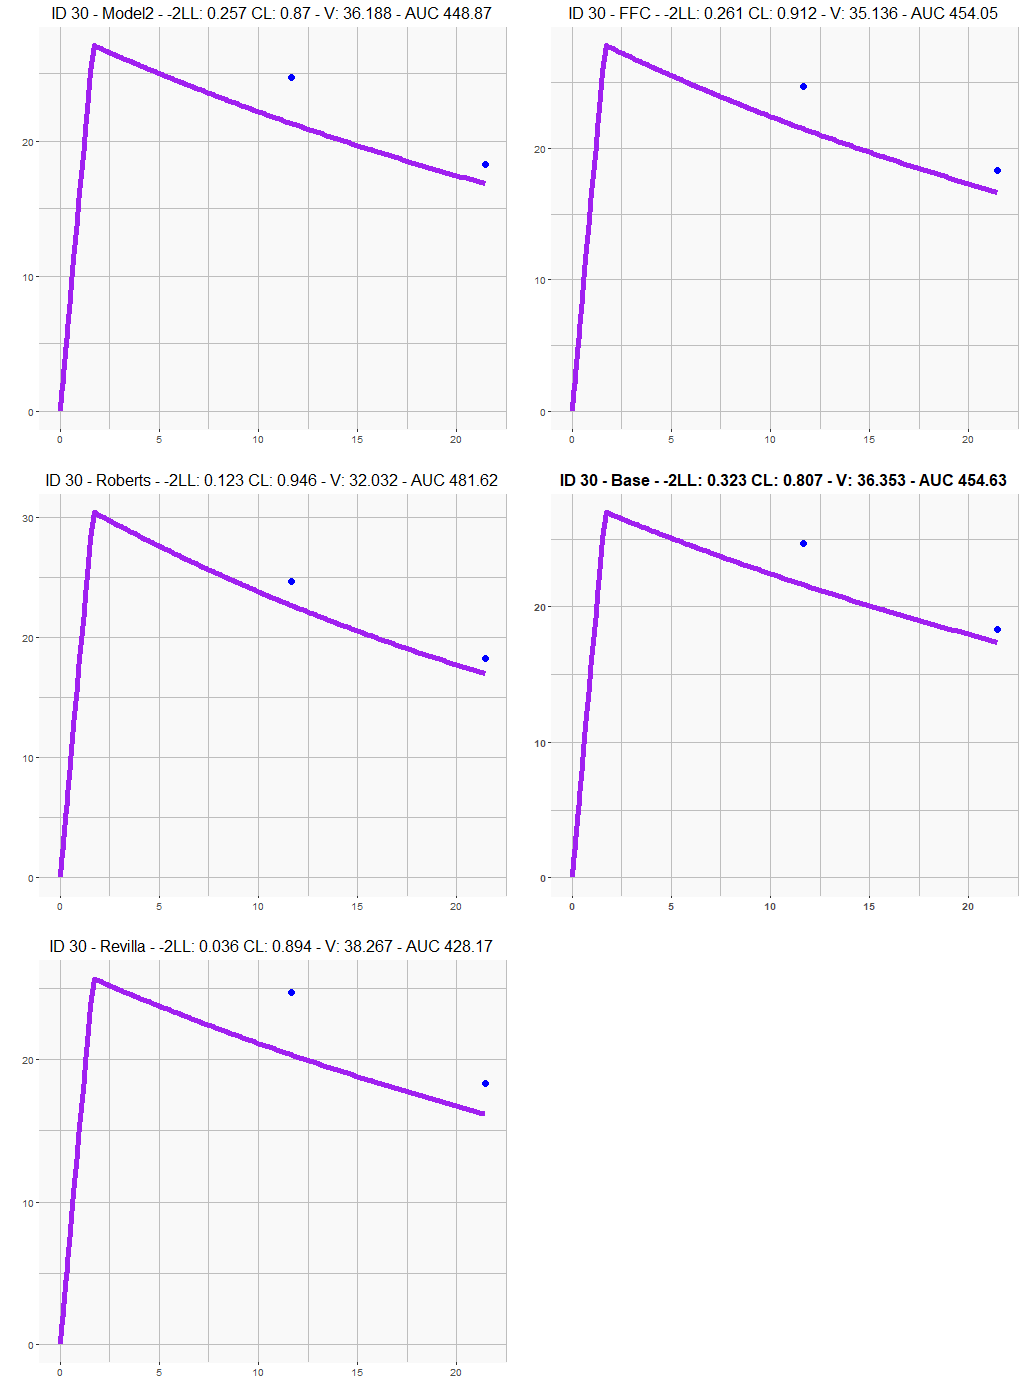 ID 30 - Model2 - -2LL: 0.257 CL: 0.87 - V: 36.188 - AUC 448.87
20
10
0
0 5 10 15 20
ID 30 - FFC - -2LL: 0.261 CL: 0.912 - V: 35.136 - AUC 454.05
20
10
0
0 5 10 15 20
ID 30 - Roberts - -2LL: 0.123 CL: 0.946 - V: 32.032 - AUC 481.62
30
20
10
0
0 5 10 15 20
ID 30 - Base - -2LL: 0.323 CL: 0.807 - V: 36.353 - AUC 454.63
20
10
0
0 5 10 15 20
ID 30 - Revilla - -2LL: 0.036 CL: 0.894 - V: 38.267 - AUC 428.17
20
10
0
0 5 10 15 20